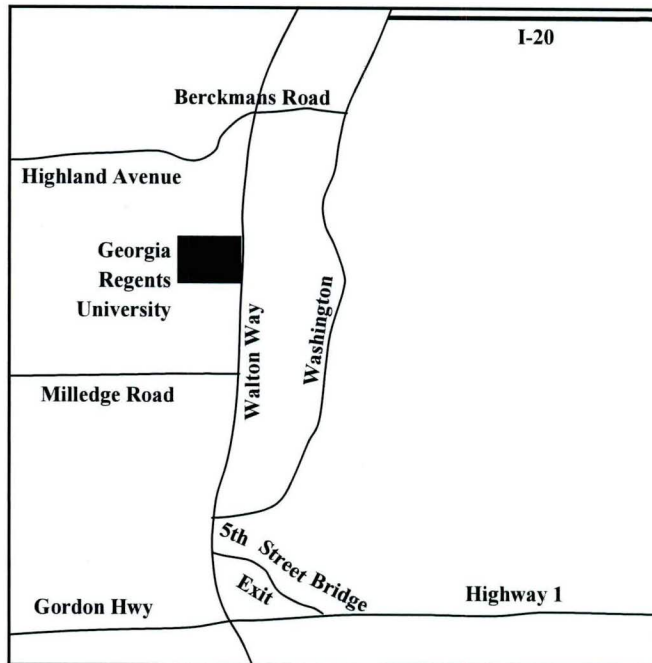 I-20
Berckmans Road
Highland Avenue
Georgia
Regents
University
Washington
Walton Way
Milledge Road
5th Street Bridge
Exit
Highway 1
Gordon Hwy